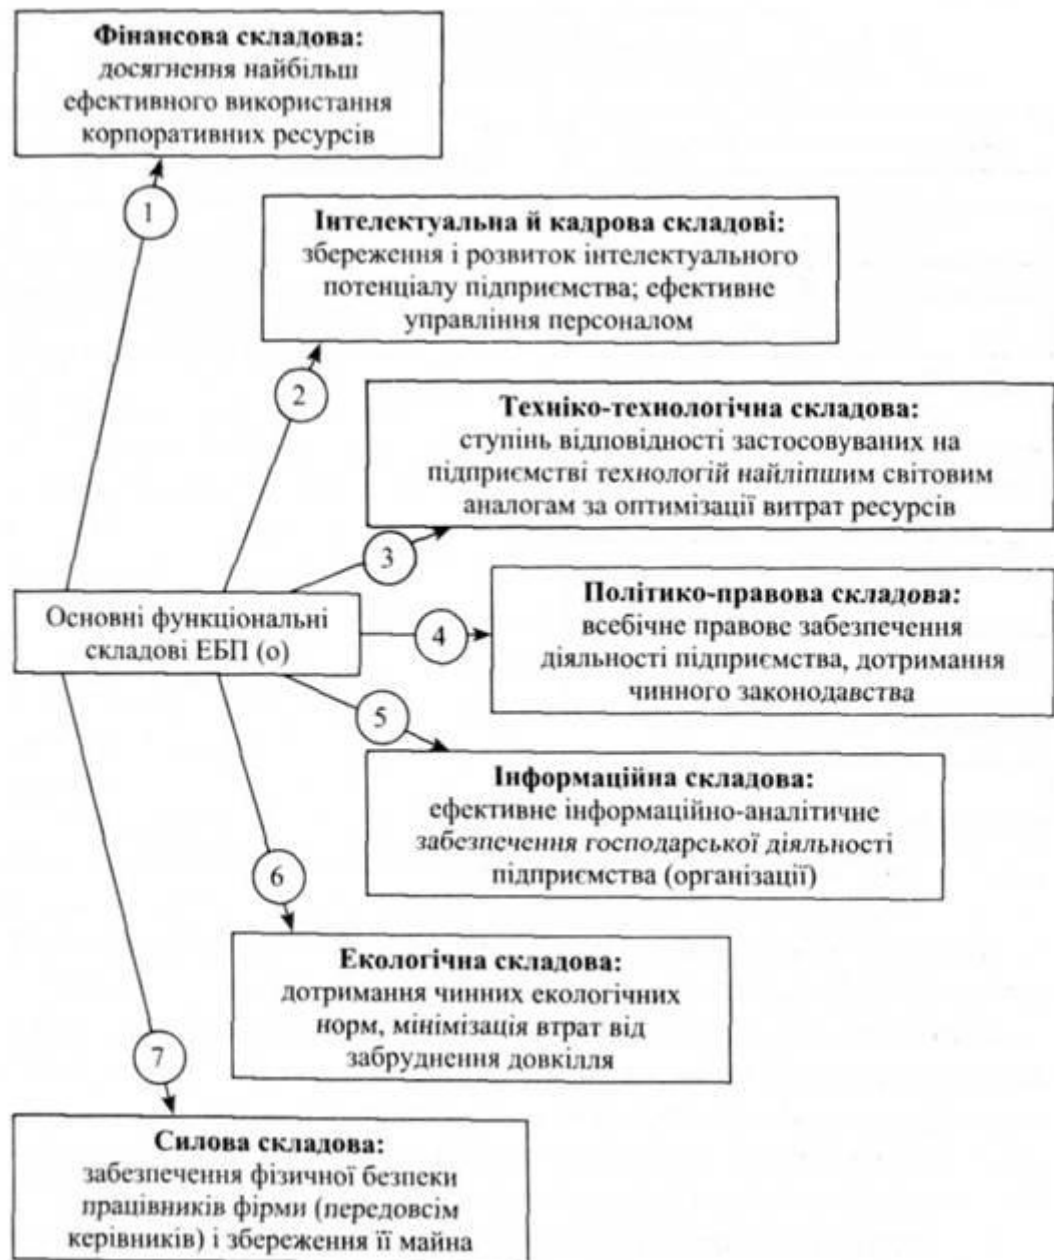 Фінансова складова:
досягнення найбільш
ефективного використання
корпоративних ресурсів
1
Інтелектуальна й кадрова складові:
збереження і розвиток інтелектуального
потенціалу підприємства; ефективне
управління персоналом
2
Техніко-технологічна складова:
ступінь відповідності застосовуваних на
підприємстві технологій найліпшим світовим
аналогам за оптимізації витрат ресурсів
3
Основні функціональні
складові ЕБП (о)
4
Політико-правова складова:
всебічне правове забезпечення
діяльності підприємства, дотримання
чинного законодавства
5
Інформаційна складова:
ефективне інформаційно-аналітичне
забезпечення господарської діяльності
підприємства (організації)
6
Екологічна складова:
дотримання чинних екологічних
норм, мінімізація втрат від
забруднення довкілля
7
Силова складова:
забезпечення фізичної безпеки
працівників фірми (передовсім
керівників) і збереження її майна